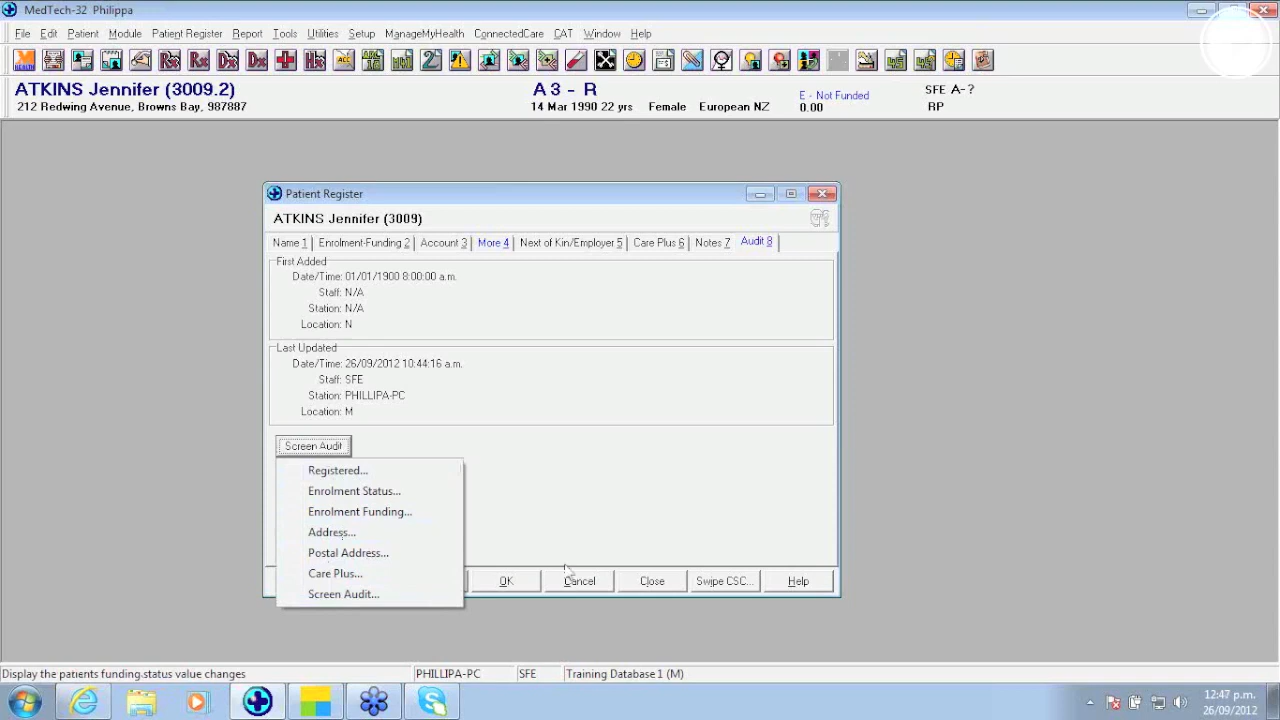 MedTech-32 Philippa
File Edit Patient Module Patient Register Report Tools Utilities Setup ManageMyHealth ConnectedCare CAT Window Help
ATKINS Jennifer (3009.2)
212 Redwing Avenue, Browns Bay, 987887
A 3 - R
14 Mar 1990 22 yrs Female European NZ
E - Not Funded
0.00
SFE A-?
RP
Patient Register
ATKINS Jennifer (3009)
Name 1 Enrolment-Funding 2 Account 3 More 4 Next of Kin/Employer 5 Care Plus 6 Notes 7 Audit 8
First Added
Date/Time: 01/01/1900 8:00:00 a.m.
Staff: N/A
Station: N/A
Location: N
Last Updated
Date/Time: 26/09/2012 10:44:16 a.m.
Staff: SFE
Station: PHILLIPA-PC
Location: M
Screen Audit
Registered...
Enrolment Status...
Enrolment Funding...
Address...
Postal Address...
Care Plus...
Screen Audit...
OK Cancel Close Swipe CSC... Help
Display the patients funding status value changes PHILLIPA-PC SFE Training Database 1 (M)
12:47 p.m.
26/09/2012